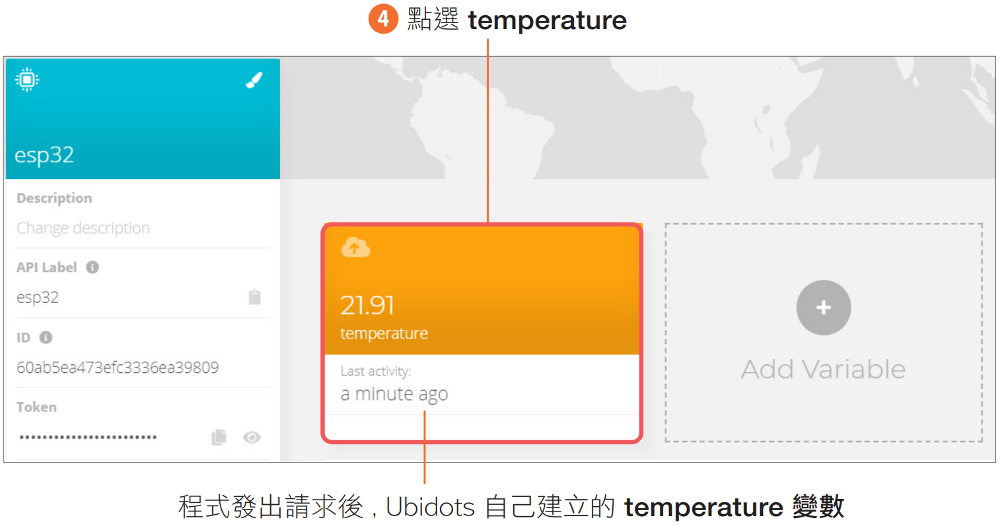 4 點選 temperature
esp32
Description
Change description
API Label
esp32
ID
60ab5ea473efc3336ea39809
Token
••••••••••••••••••••••••
21.91
temperature
Last activity:
a minute ago
Add Variable
程式發出請求後 , Ubidots 自己建立的 temperature 變數